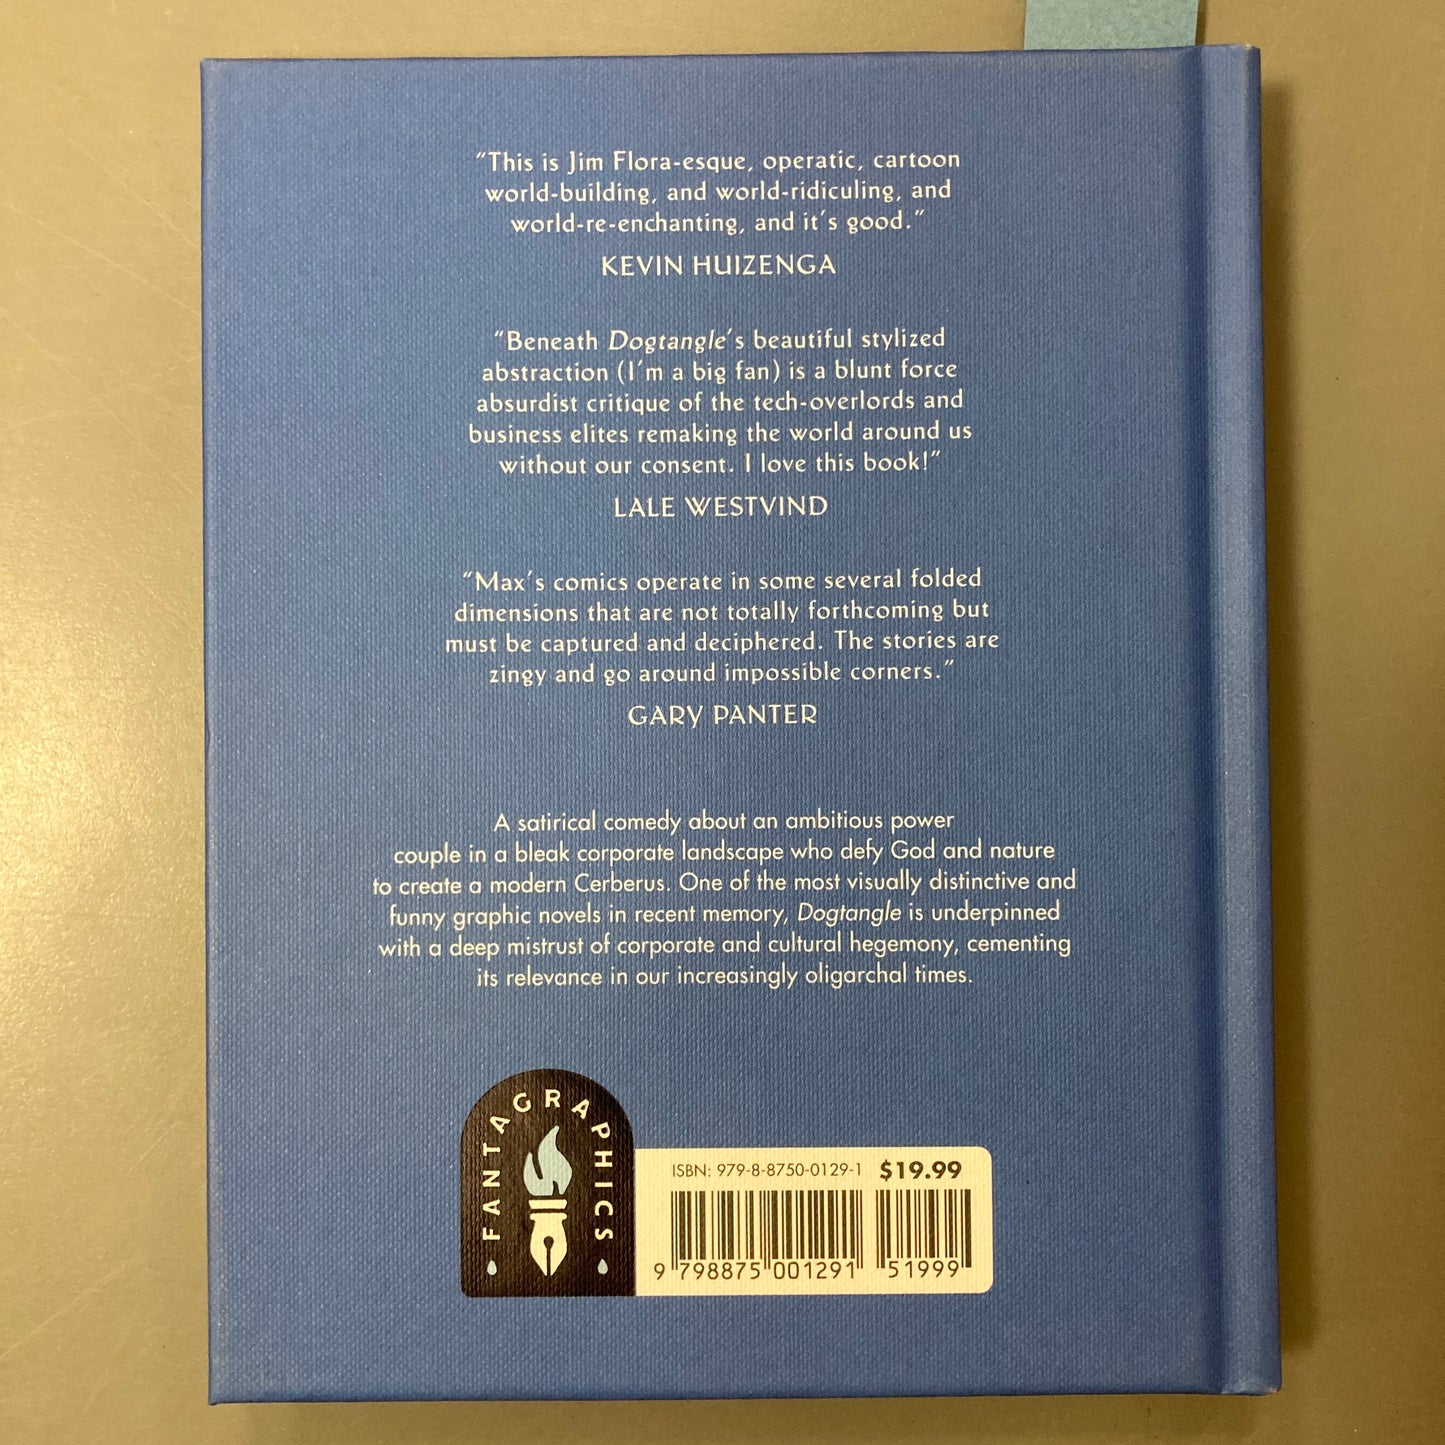 “This is Jim Flora-esque, operatic, cartoon
world-building, and world-ridiculing, and
world-re-enchanting, and it's good.”
KEVIN HUIZENGA
“Beneath Dogtangle's beautiful stylized
abstraction (I'm a big fan) is a blunt force
absurdist critique of the tech-overlords and
business elites remaking the world around us
without our consent. I love this book!”
LALE WESTVIND
“Max's comics operate in some several folded
dimensions that are not totally forthcoming but
must be captured and deciphered. The stories are
zingy and go around impossible corners.”
GARY PANTER
A satirical comedy about an ambitious power
couple in a bleak corporate landscape who defy God and nature
to create a modern Cerberus. One of the most visually distinctive and
funny graphic novels in recent memory, Dogtangle is underpinned
with a deep mistrust of corporate and cultural hegemony, cementing
its relevance in our increasingly oligarchal times.
FANTAGRAPHICS
ISBN: 979-8-8750-0129-1 $19.99
9 798875 001291 51999